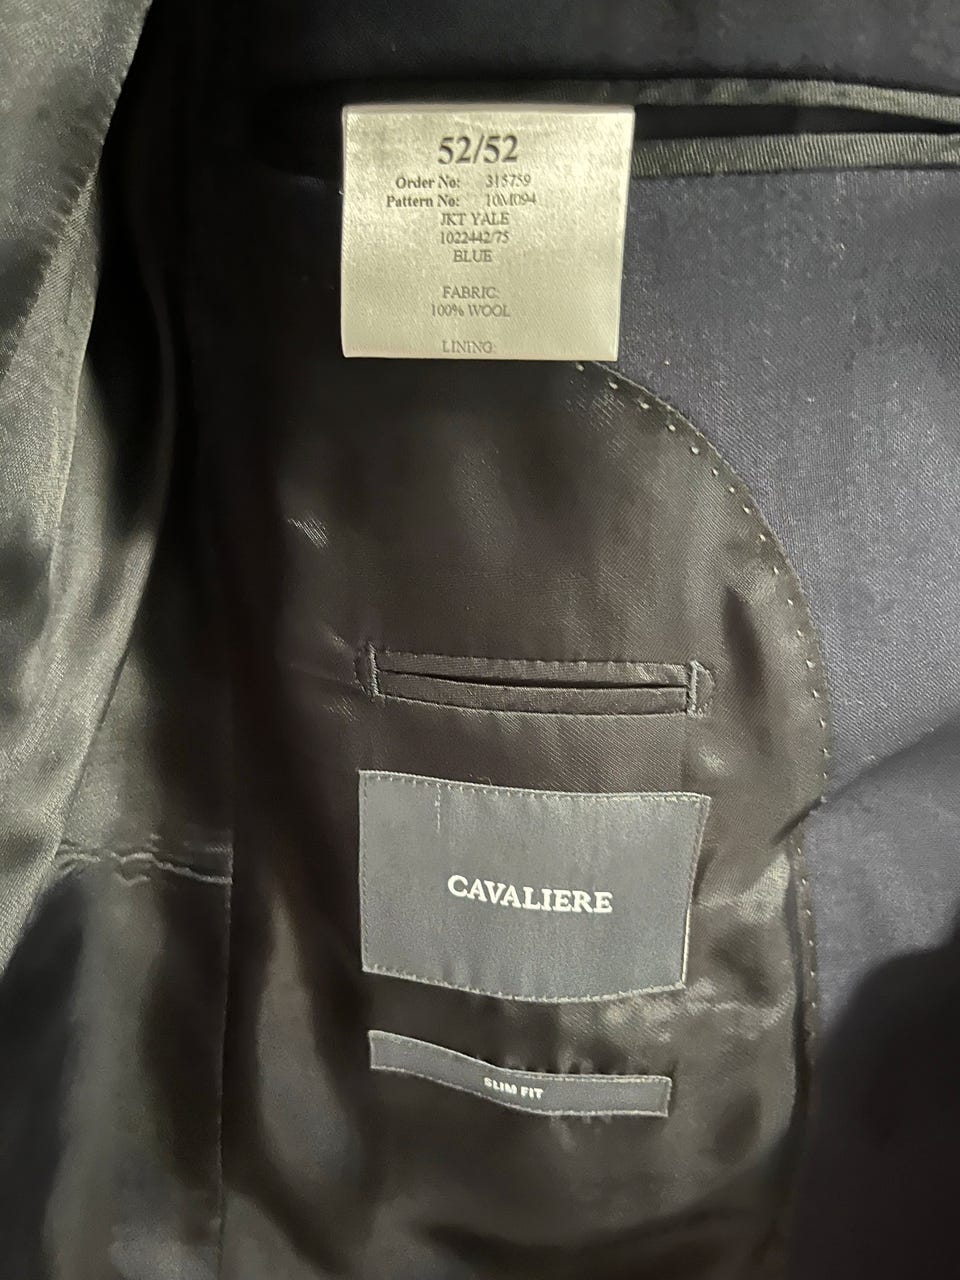 52/52
Order No: 315759
Pattern No: 10M094
JKT YALE
1022442/75
BLUE
FABRIC:
100% WOOL
LINING:
CAVALIERE
SLIM FIT